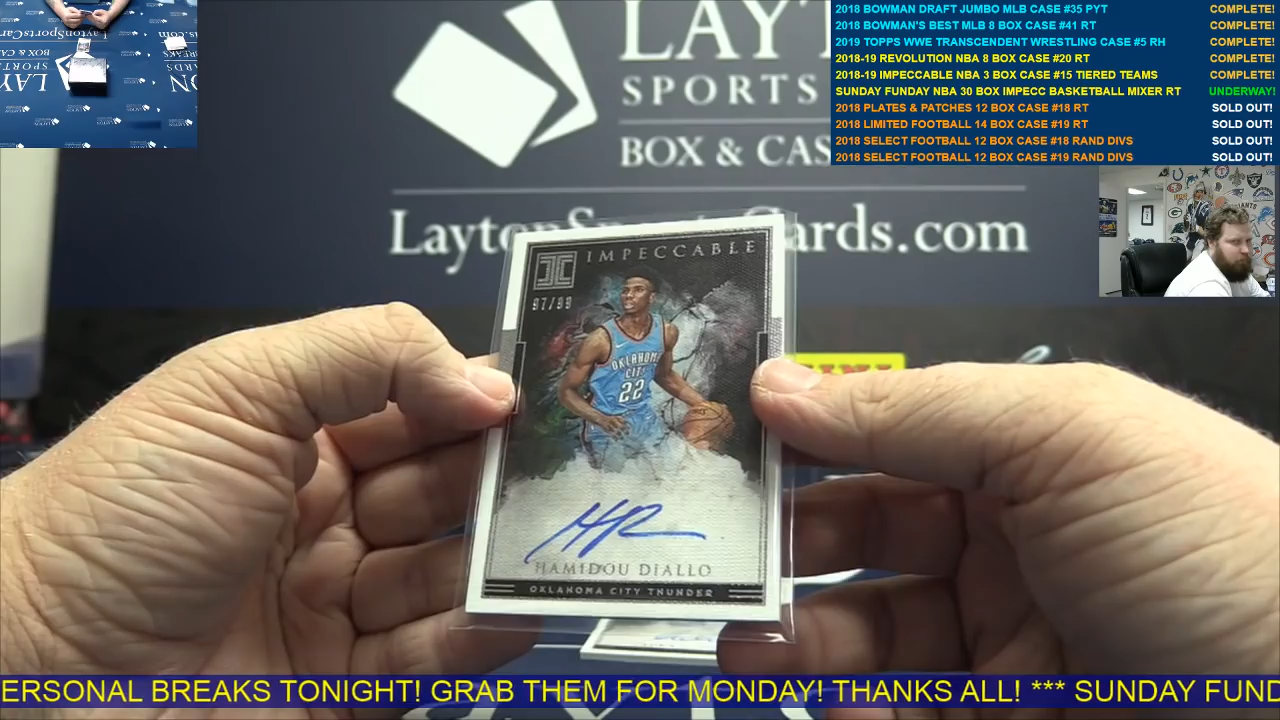 2018 BOWMAN DRAFT JUMBO MLB CASE #35 PYT COMPLETE!
2018 BOWMAN'S BEST MLB 8 BOX CASE #41 RT COMPLETE!
2019 TOPPS WWE TRANSCENDENT WRESTLING CASE #5 RH COMPLETE!
2018-19 REVOLUTION NBA 8 BOX CASE #20 RT COMPLETE!
2018-19 IMPECCABLE NBA 3 BOX CASE #15 TIERED TEAMS COMPLETE!
SUNDAY FUNDAY NBA 30 BOX IMPECC BASKETBALL MIXER RT UNDERWAY!
2018 PLATES & PATCHES 12 BOX CASE #18 RT SOLD OUT!
2018 LIMITED FOOTBALL 14 BOX CASE #19 RT SOLD OUT!
2018 SELECT FOOTBALL 12 BOX CASE #18 RAND DIVS SOLD OUT!
2018 SELECT FOOTBALL 12 BOX CASE #19 RAND DIVS SOLD OUT!
LAYT
SPORTS
BOX & CAS
LaytonSp rds.com
IMPECCABLE
97/99
OKLAHOMA
CITY
22
HAMIDOU DIALLO
OKLAHOMA CITY THUNDER
ERSONAL BREAKS TONIGHT! GRAB THEM FOR MONDAY! THANKS ALL! *** SUNDAY FUND